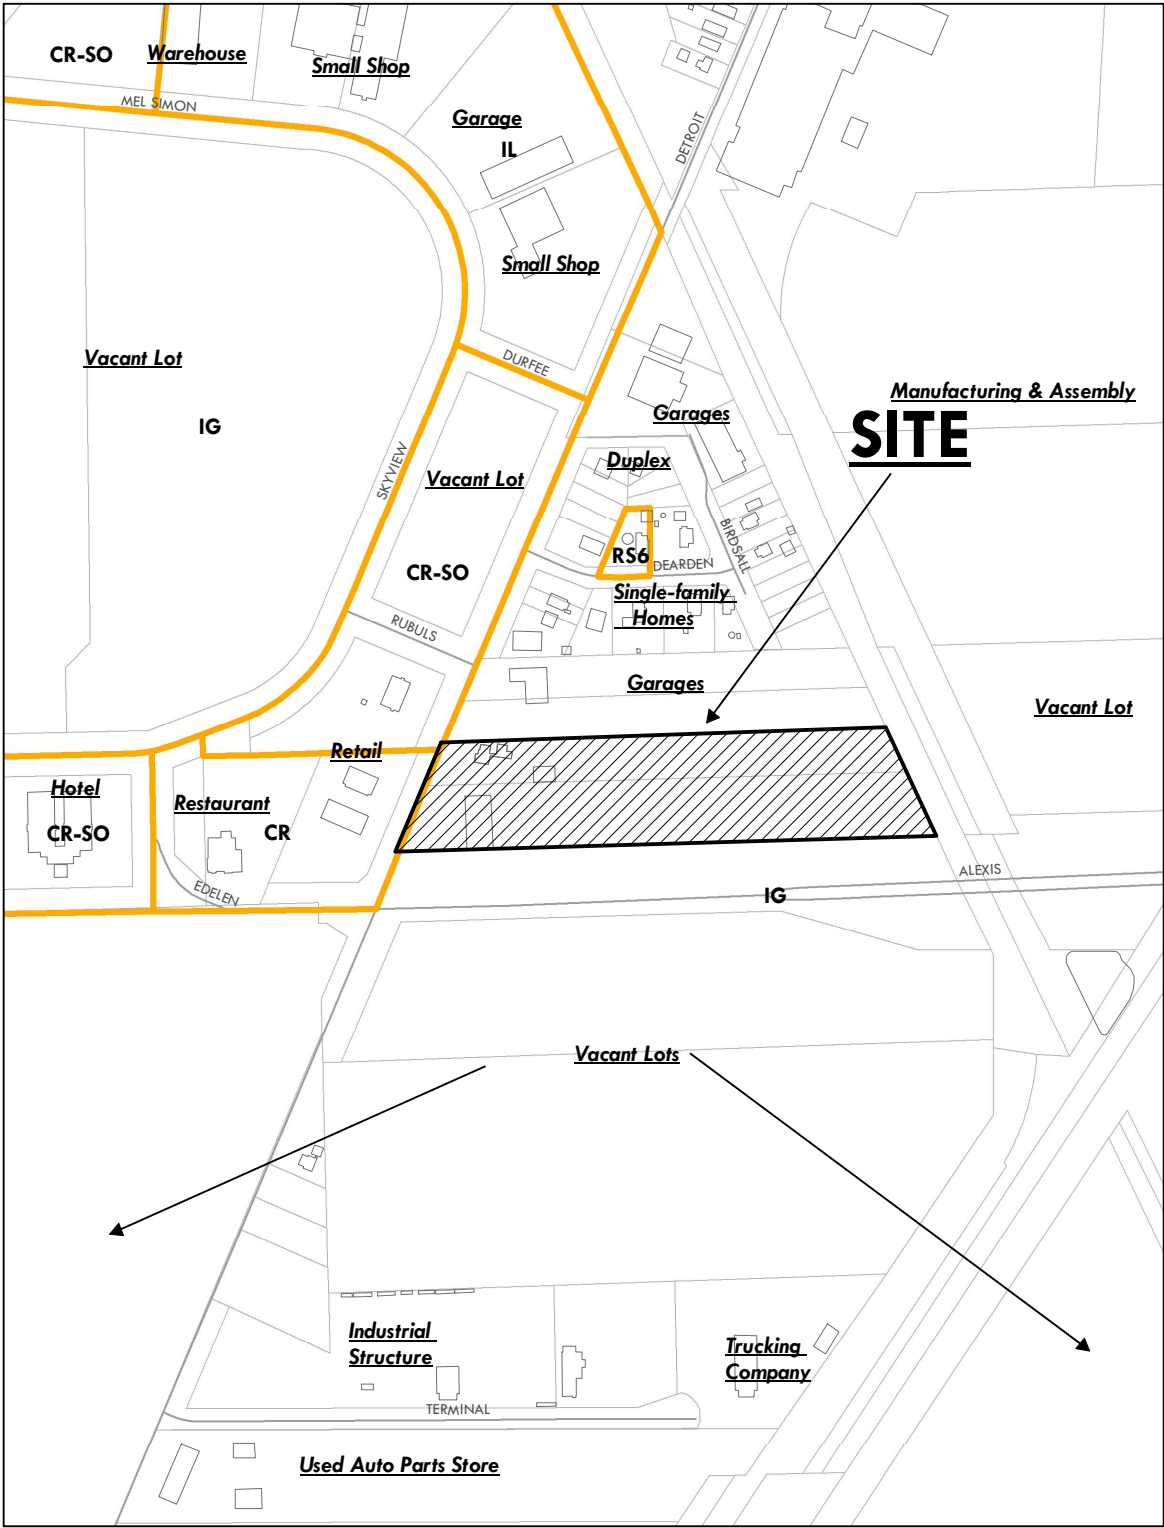 CR-SO
Warehouse
Small Shop
MEL SIMON
Garage
IL
DETROIT
Small Shop
Vacant Lot
DURFEE
Manufacturing & Assembly
Garages
SITE
IG
SKYVIEW
Duplex
Vacant Lot
BIRDSALL
RS6
DEARDEN
CR-SO
Single-family
Homes
RUBULS
Garages
Vacant Lot
Retail
Hotel
Restaurant
CR-SO
CR
EDELEN
ALEXIS
IG
Vacant Lots
Industrial
Structure
Trucking
Company
TERMINAL
Used Auto Parts Store